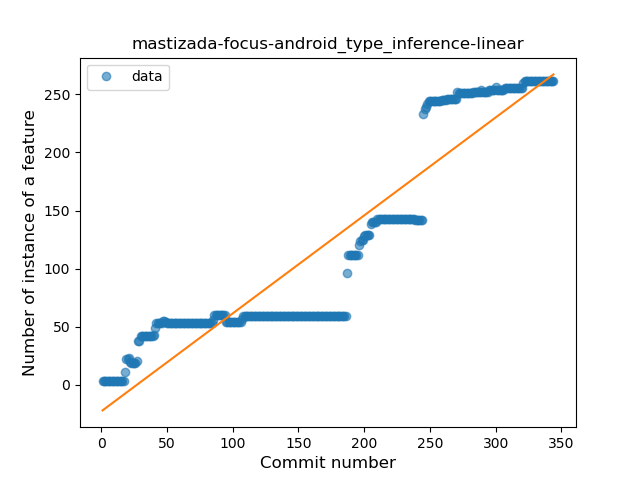 mastizada-focus-android_type_inference-linear
data
Number of instance of a feature
250
200
150
100
50
0
0 50 100 150 200 250 300 350
Commit number